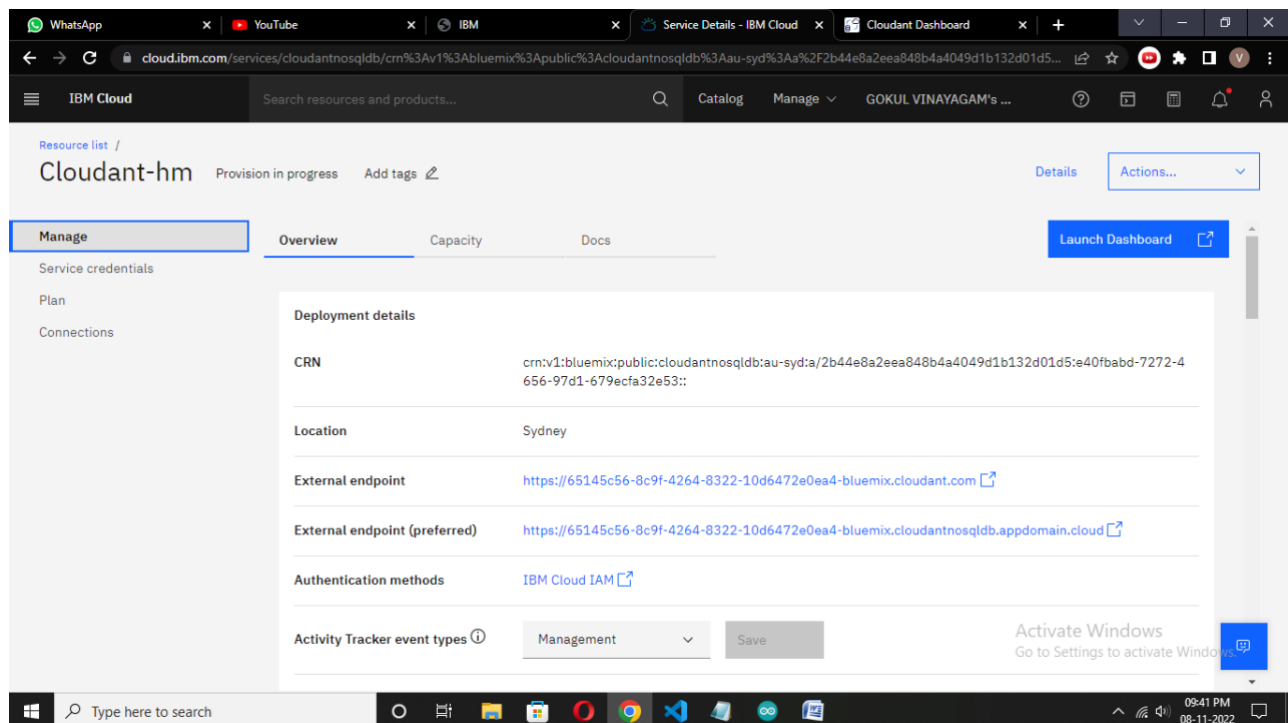 WhatsApp
YouTube
IBM
Service Details - IBM Cloud
Cloudant Dashboard
cloud.ibm.com/services/cloudantnosqldb/crn%3Av1%3Abluemix%3Apublic%3Acloudantnosqldb%3Aau-syd%3Aa%2F2b44e8a2eea848b4a4049d1b132d01d5...
V
IBM Cloud
Search resources and products...
Catalog
Manage
GOKUL VINAYAGAM's ...
Resource list /
Cloudant-hm
Provision in progress
Add tags
Details
Actions...
Manage
Service credentials
Plan
Connections
Overview
Capacity
Docs
Launch Dashboard
Deployment details
CRN
crn:v1:bluemix:public:cloudantnosqldb:au-syd:a/2b44e8a2eea848b4a4049d1b132d01d5:e40fbabd-7272-4
656-97d1-679ecfa32e53::
Location
Sydney
External endpoint
https://65145c56-8c9f-4264-8322-10d6472e0ea4-bluemix.cloudant.com
External endpoint (preferred)
https://65145c56-8c9f-4264-8322-10d6472e0ea4-bluemix.cloudantnosqldb.appdomain.cloud
Authentication methods
IBM Cloud IAM
Activity Tracker event types
Management
Save
Activate Windows
Go to Settings to activate Windows.
Type here to search
09:41 PM
08-11-2022